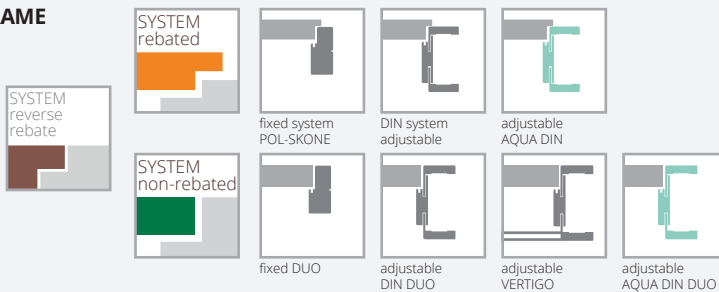 AME
SYSTEM
rebated
fixed system
POL-SKONE
DIN system
adjustable
adjustable
AQUA DIN
SYSTEM
reverse
rebate
SYSTEM
non-rebated
fixed DUO
adjustable
DIN DUO
adjustable
VERTIGO
adjustable
AQUA DIN DUO